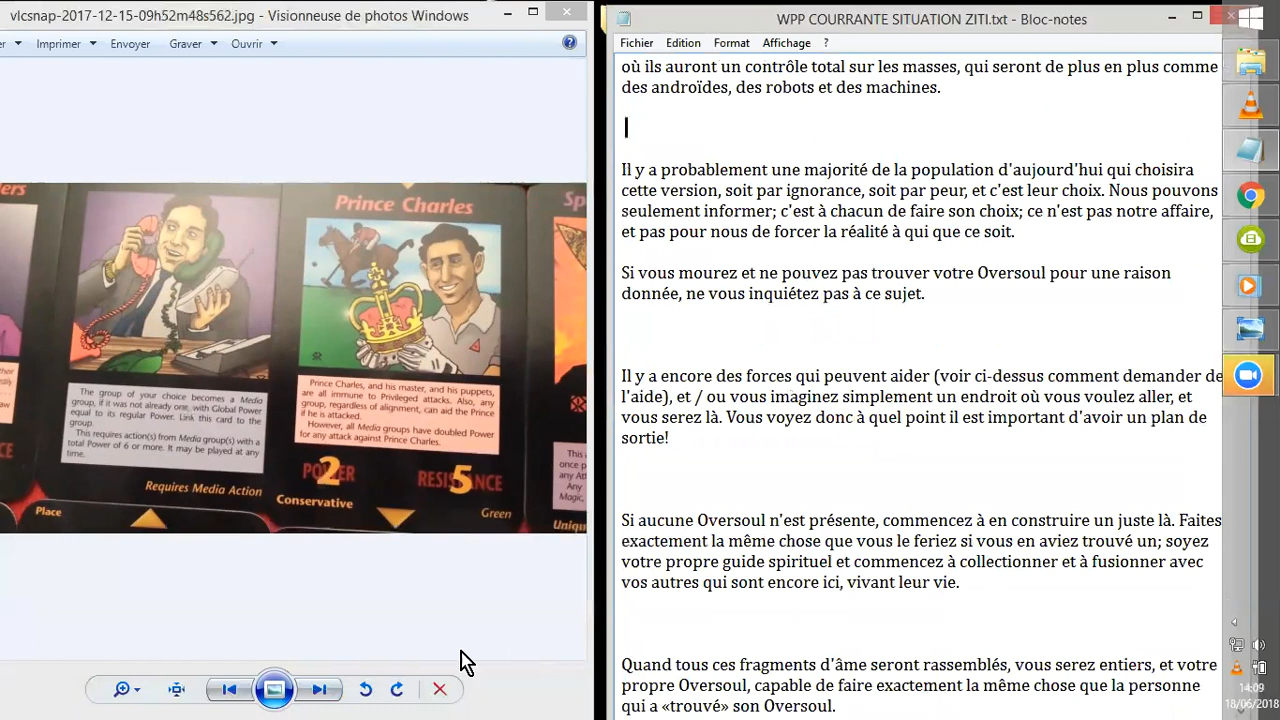 vlcsnap-2017-12-15-09h52m48s562.jpg - Visionneuse de photos Windows
Imprimer
Envoyer
Graver
Ouvrir
WPP COURRANTE SITUATION ZITI.txt - Bloc-notes
Fichier
Edition
Format
Affichage
?
où ils auront un contrôle total sur les masses, qui seront de plus en plus comme
des androïdes, des robots et des machines.
Il y a probablement une majorité de la population d'aujourd'hui qui choisira
cette version, soit par ignorance, soit par peur, et c'est leur choix. Nous pouvons
seulement informer; c'est à chacun de faire son choix; ce n'est pas notre affaire,
et pas pour nous de forcer la réalité à qui que ce soit.
Si vous mourez et ne pouvez pas trouver votre Oversoul pour une raison
donnée, ne vous inquiétez pas à ce sujet.
Il y a encore des forces qui peuvent aider (voir ci-dessus comment demander de
l'aide), et / ou vous imaginez simplement un endroit où vous voulez aller, et
vous serez là. Vous voyez donc à quel point il est important d'avoir un plan de
sortie!
Si aucune Oversoul n'est présente, commencez à en construire un juste là. Faites
exactement la même chose que vous le feriez si vous en aviez trouvé un; soyez
votre propre guide spirituel et commencez à collectionner et à fusionner avec
vos autres qui sont encore ici, vivant leur vie.
Quand tous ces fragments d'âme seront rassemblés, vous serez entiers, et votre
propre Oversoul, capable de faire exactement la même chose que la personne
qui a «trouvé» son Oversoul.
The group of your choice becomes a Media
group, if it was not already one, with Global Power
equal to its regular Power. Link this card to the
group.
This requires action(s) from Media group(s) with a
total Power of 6 or more. It may be played at any
time.
Requires Media Action
Place
Prince Charles
Prince Charles, and his master, and his puppets
are all immune to Privileged attacks. Also, any
group, regardless of alignment, can aid the Prince
if he is attacked.
However, all Media groups have doubled Power
for any attack against Prince Charles.
POWER
2
RESISTANCE
5
Conservative
Green
Sp
This
once p
any At
Any
Magic,
Uniqu
14:09
18/06/2018